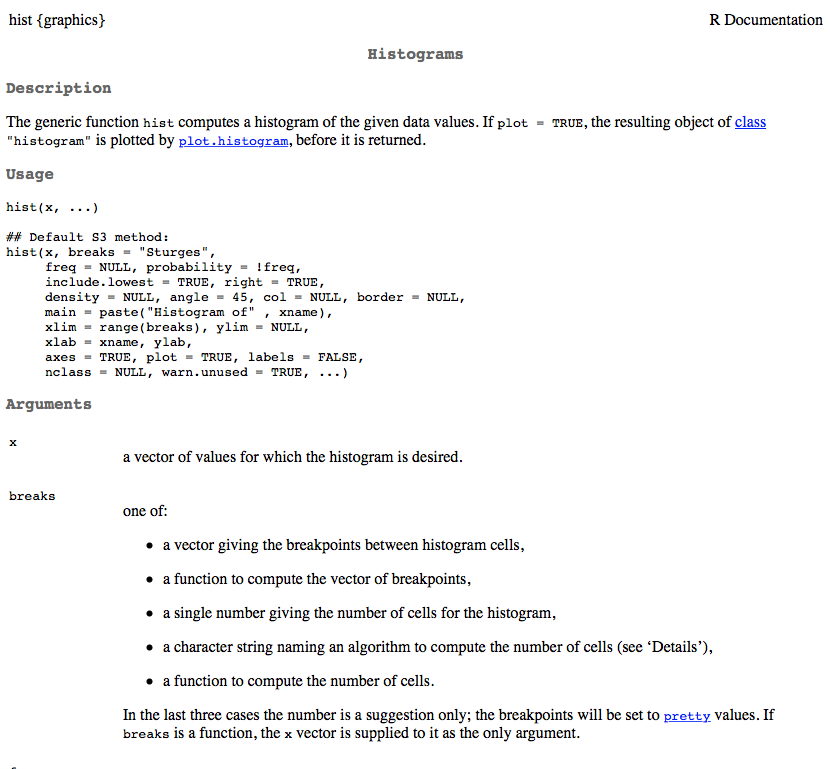 hist {graphics} R Documentation
Histograms
Description
The generic function hist computes a histogram of the given data values. If plot = TRUE, the resulting object of class
"histogram" is plotted by plot.histogram, before it is returned.
Usage
hist(x, ...)
## Default S3 method:
hist(x, breaks = "Sturges",
     freq = NULL, probability = !freq,
     include.lowest = TRUE, right = TRUE,
     density = NULL, angle = 45, col = NULL, border = NULL,
     main = paste("Histogram of" , xname),
     xlim = range(breaks), ylim = NULL,
     xlab = xname, ylab,
     axes = TRUE, plot = TRUE, labels = FALSE,
     nclass = NULL, warn.unused = TRUE, ...)
Arguments
x
a vector of values for which the histogram is desired.
breaks
one of:
• a vector giving the breakpoints between histogram cells,
• a function to compute the vector of breakpoints,
• a single number giving the number of cells for the histogram,
• a character string naming an algorithm to compute the number of cells (see ‘Details’),
• a function to compute the number of cells.
In the last three cases the number is a suggestion only; the breakpoints will be set to pretty values. If
breaks is a function, the x vector is supplied to it as the only argument.